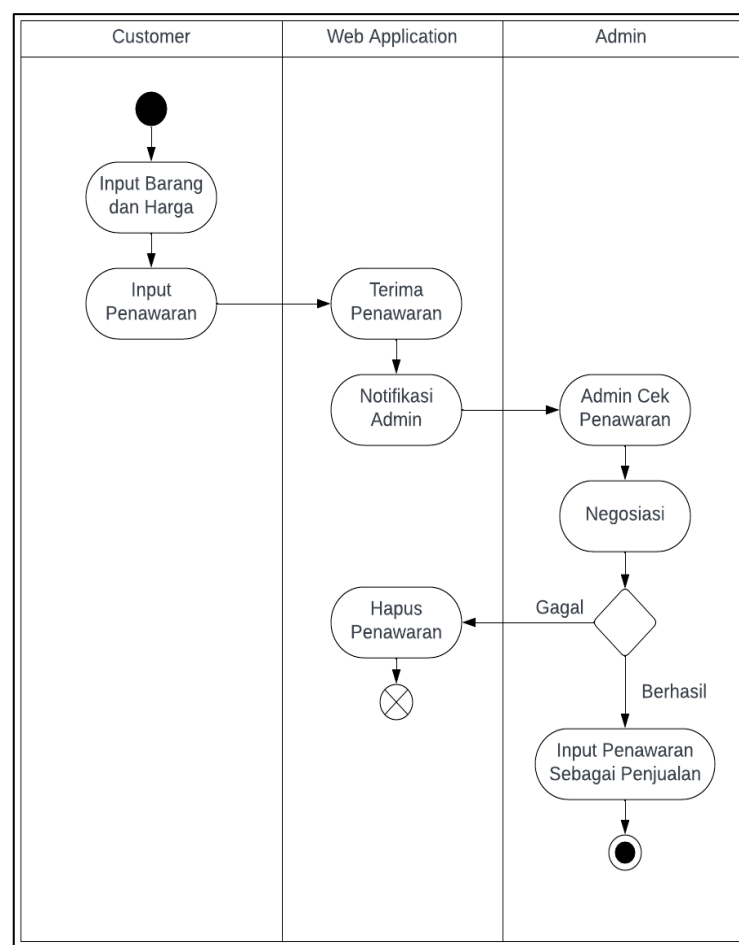 Customer
Web Application
Admin
Input Barang
dan Harga
Input
Penawaran
Terima
Penawaran
Notifikasi
Admin
Admin Cek
Penawaran
Negosiasi
Gagal
Hapus
Penawaran
Berhasil
Input Penawaran
Sebagai Penjualan